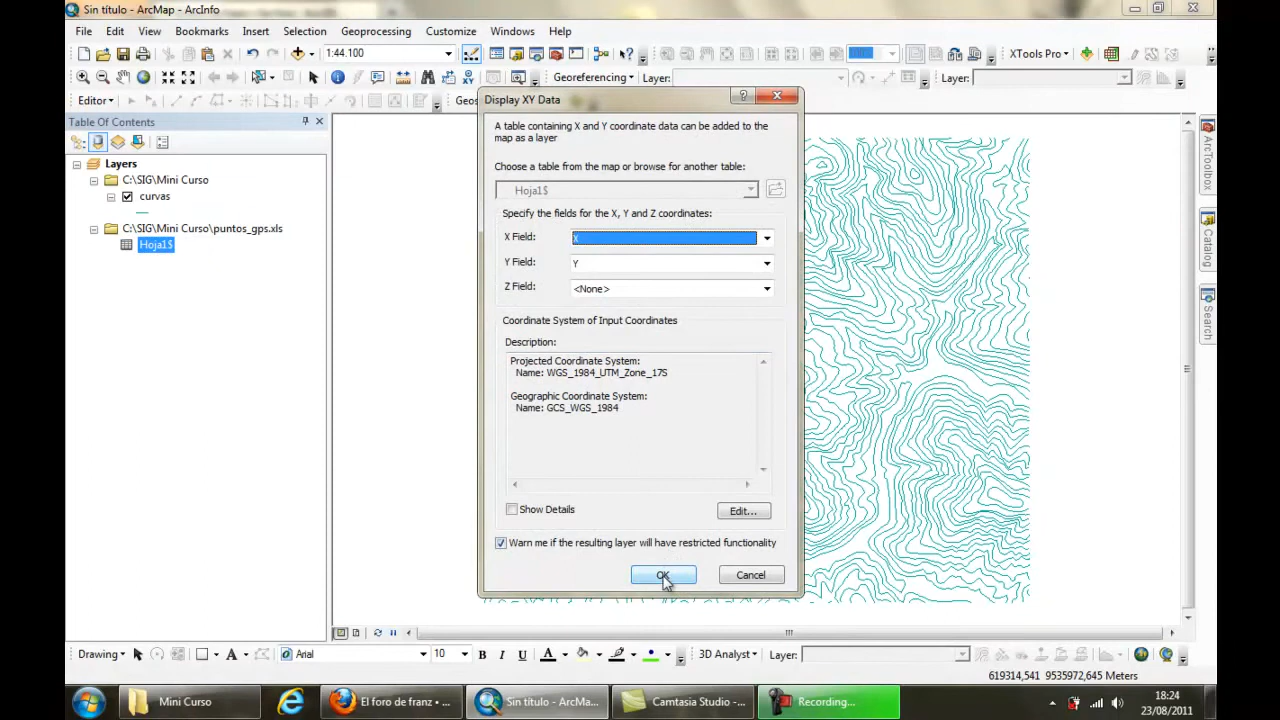 Sin título - ArcMap - ArcInfo
File Edit View Bookmarks Insert Selection Geoprocessing Customize Windows Help
1:44.100
XTools Pro
Georeferencing Layer:
Layer:
Editor
Table Of Contents
Layers
C:\SIG\Mini Curso
curvas
C:\SIG\Mini Curso\puntos_gps.xls
Hoja1$
Display XY Data
A table containing X and Y coordinate data can be added to the
map as a layer
Choose a table from the map or browse for another table:
Hoja1$
Specify the fields for the X, Y and Z coordinates:
X Field: X
Y Field: Y
Z Field: <None>
Coordinate System of Input Coordinates
Description:
Projected Coordinate System:
Name: WGS_1984_UTM_Zone_17S
Geographic Coordinate System:
Name: GCS_WGS_1984
Show Details
Edit...
Warn me if the resulting layer will have restricted functionality
OK Cancel
ArcToolbox
Catalog
Search
Drawing Arial 10 B I U A 3D Analyst Layer:
619314,541 9535972,645 Meters
Mini Curso
El foro de franz •...
Sin título - ArcMa...
Camtasia Studio -...
Recording...
18:24
23/08/2011